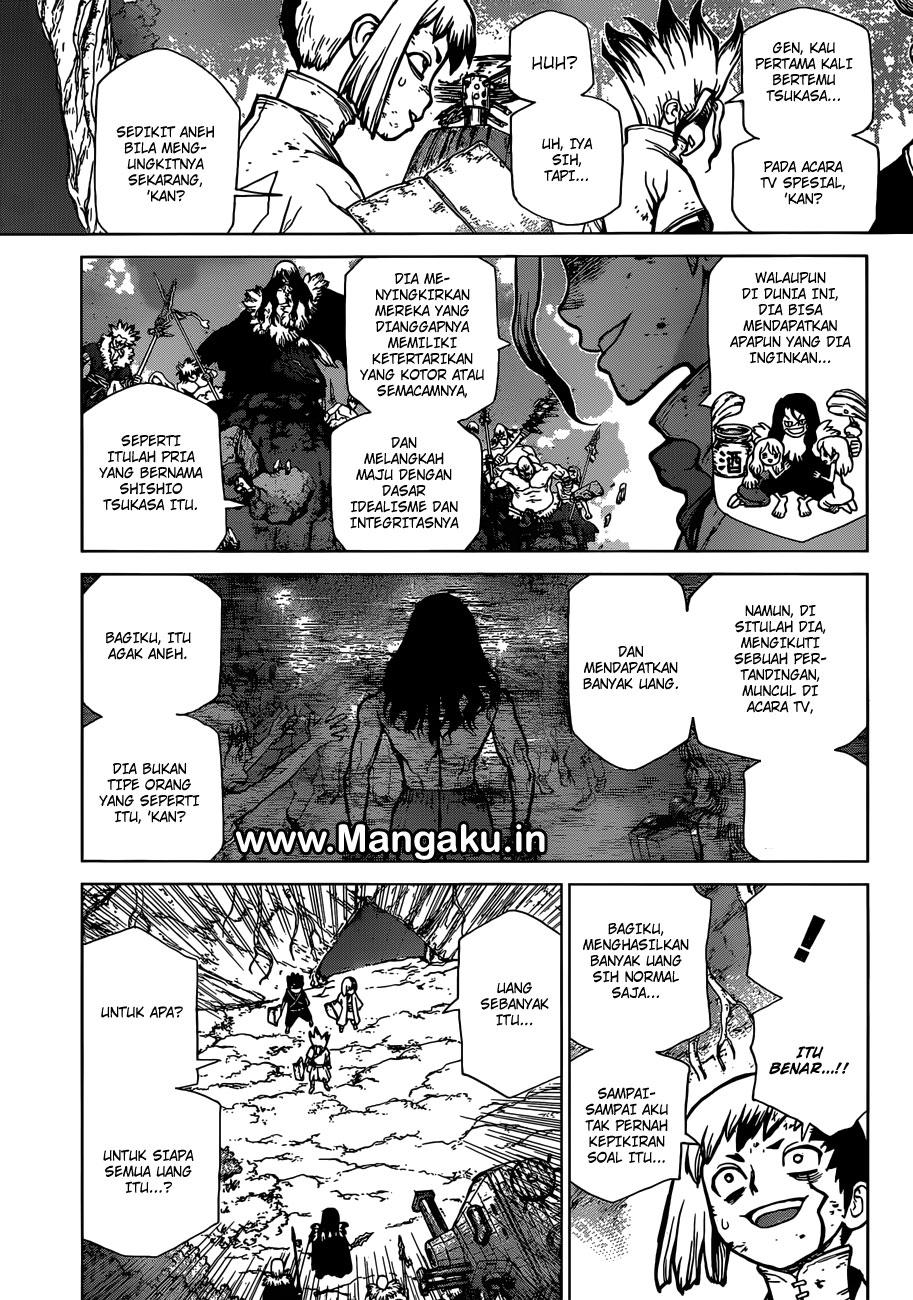 GEN, KAU
PERTAMA KALI
BERTEMU
TSUKASA...
PADA ACARA
TV SPESIAL,
'KAN?
HUH?
UH, IYA
SIH,
TAPI...
SEDIKIT ANEH
BILA MENG-
UNGKITNYA
SEKARANG,
'KAN?
WALAUPUN
DI DUNIA INI,
DIA BISA
MENDAPATKAN
APAPUN YANG DIA
INGINKAN...
酒
DIA ME-
NYINGKIRKAN
MEREKA YANG
DIANGGAPNYA
MEMILIKI
KETERTARIKAN
YANG KOTOR ATAU
SEMACAMNYA,
DAN
MELANGKAH
MAJU DENGAN
DASAR
IDEALISME DAN
INTEGRITASNYA
SEPERTI
ITULAH PRIA
YANG BERNAMA
SHISHIO
TSUKASA ITU.
NAMUN, DI
SITULAH DIA,
MENGIKUTI
SEBUAH PER-
TANDINGAN,
MUNCUL DI
ACARA TV,
DAN
MENDAPATKAN
BANYAK UANG.
BAGIKU, ITU
AGAK ANEH.
DIA BUKAN
TIPE ORANG
YANG SEPERTI
ITU, 'KAN?
www.Mangaku.in
!
ITU
BENAR...!!
BAGIKU,
MENGHASILKAN
BANYAK UANG
SIH NORMAL
SAJA...
SAMPAI-
SAMPAI AKU
TAK PERNAH
KEPIKIRAN
SOAL ITU...
UANG
SEBANYAK
ITU...
UNTUK APA?
UNTUK SIAPA
SEMUA UANG
ITU...?